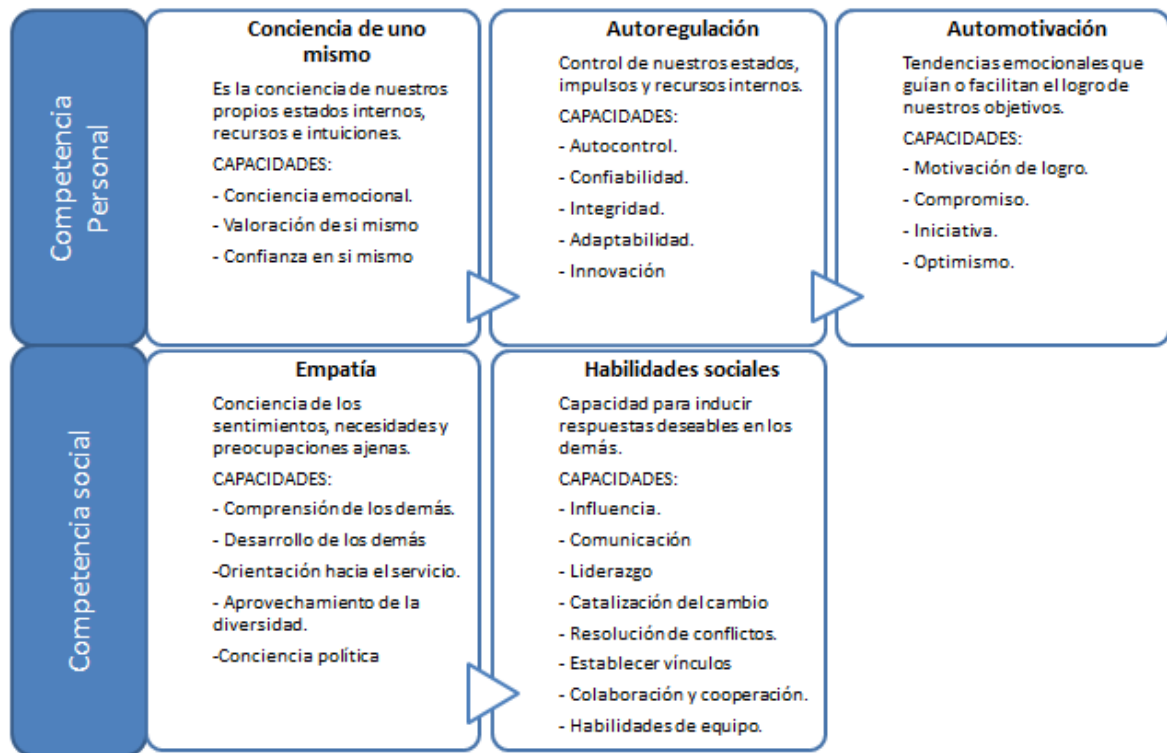 Competencia
Personal
Conciencia de uno
mismo
Es la conciencia de nuestros
propios estados internos,
recursos e intuiciones.
CAPACIDADES:
- Conciencia emocional.
- Valoración de si mismo
- Confianza en si mismo
Autoregulación
Control de nuestros estados,
impulsos y recursos internos.
CAPACIDADES:
- Autocontrol.
- Confiabilidad.
- Integridad.
- Adaptabilidad.
- Innovación
Automotivación
Tendencias emocionales que
guían o facilitan el logro de
nuestros objetivos.
CAPACIDADES:
- Motivación de logro.
- Compromiso.
- Iniciativa.
- Optimismo.
Competencia social
Empatía
Conciencia de los
sentimientos, necesidades y
preocupaciones ajenas.
CAPACIDADES:
- Comprensión de los demás.
- Desarrollo de los demás
-Orientación hacia el servicio.
- Aprovechamiento de la
diversidad.
-Conciencia política
Habilidades sociales
Capacidad para inducir
respuestas deseables en los
demás.
CAPACIDADES:
- Influencia.
- Comunicación
- Liderazgo
- Catalización del cambio
- Resolución de conflictos.
- Establecer vínculos
- Colaboración y cooperación.
- Habilidades de equipo.